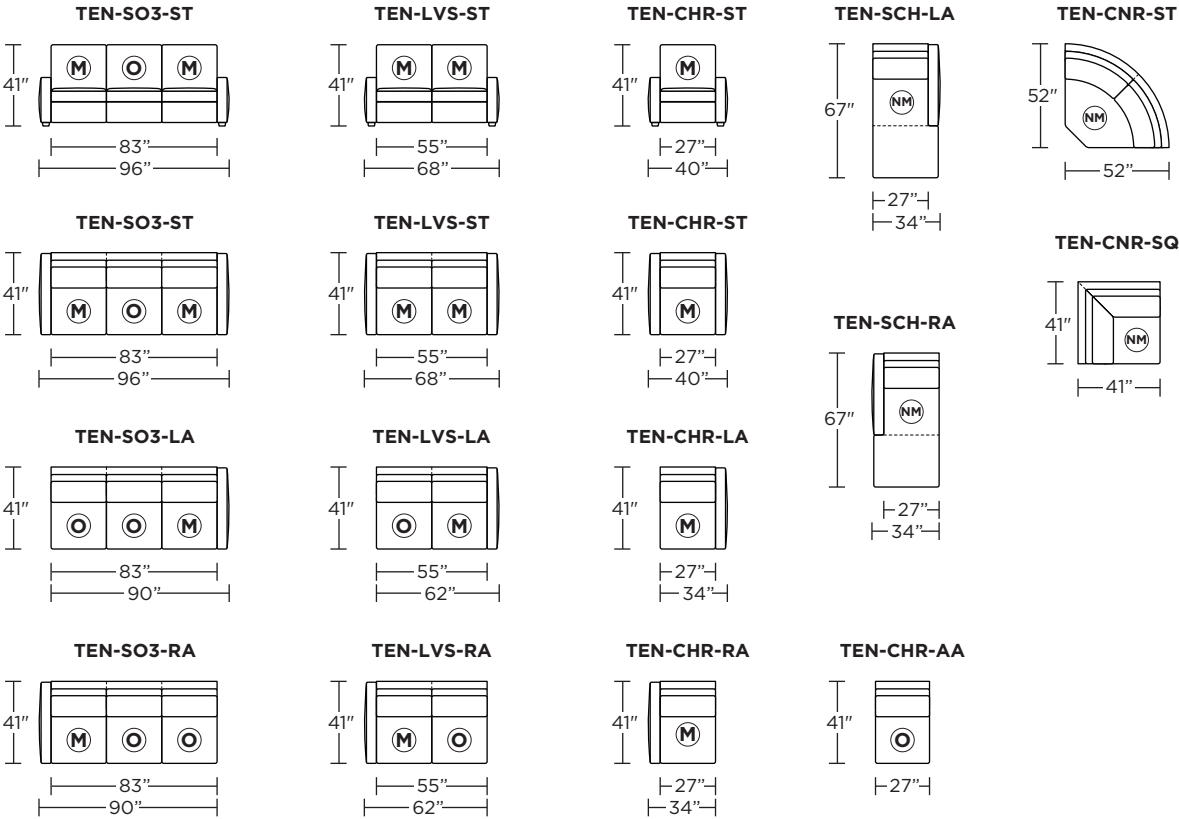 TEN-SO3-ST
M O M
41"
83”
96”
TEN-LVS-ST
M M
41"
55”
68”
TEN-CHR-ST
M
41"
27”
40”
TEN-SCH-LA
NM
67"
27”
34”
TEN-CNR-ST
52"
NM
52”
TEN-SO3-ST
41"
M O M
83”
96”
TEN-LVS-ST
41"
M M
55”
68”
TEN-CHR-ST
41"
M
27”
40”
TEN-CNR-SQ
41"
NM
41”
TEN-SCH-RA
67"
NM
27”
34”
TEN-SO3-LA
41"
O O M
83”
90”
TEN-LVS-LA
41"
O M
55”
62”
TEN-CHR-LA
41"
M
27”
34”
TEN-SO3-RA
41"
M O O
83”
90”
TEN-LVS-RA
41"
M O
55”
62”
TEN-CHR-RA
41"
M
27”
34”
TEN-CHR-AA
41"
O
27”